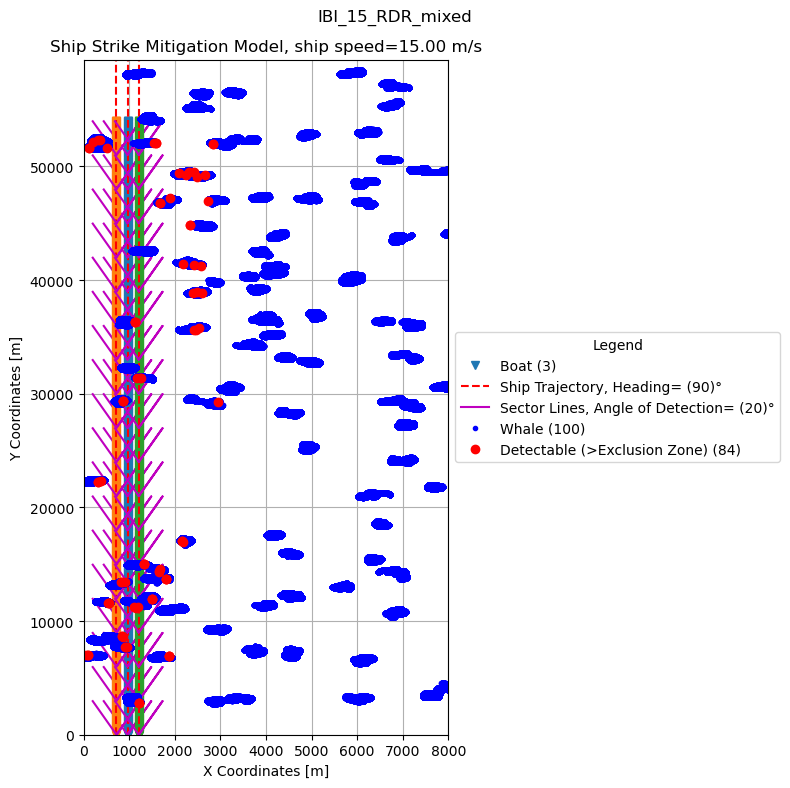 IBI_15_RDR_mixed
Ship Strike Mitigation Model, ship speed=15.00 m/s
50000
40000
30000
20000
10000
0
0 1000 2000 3000 4000 5000 6000 7000 8000
X Coordinates [m]
Y Coordinates [m]
Legend
Boat (3)
Ship Trajectory, Heading= (90)°
Sector Lines, Angle of Detection= (20)°
Whale (100)
Detectable (>Exclusion Zone) (84)